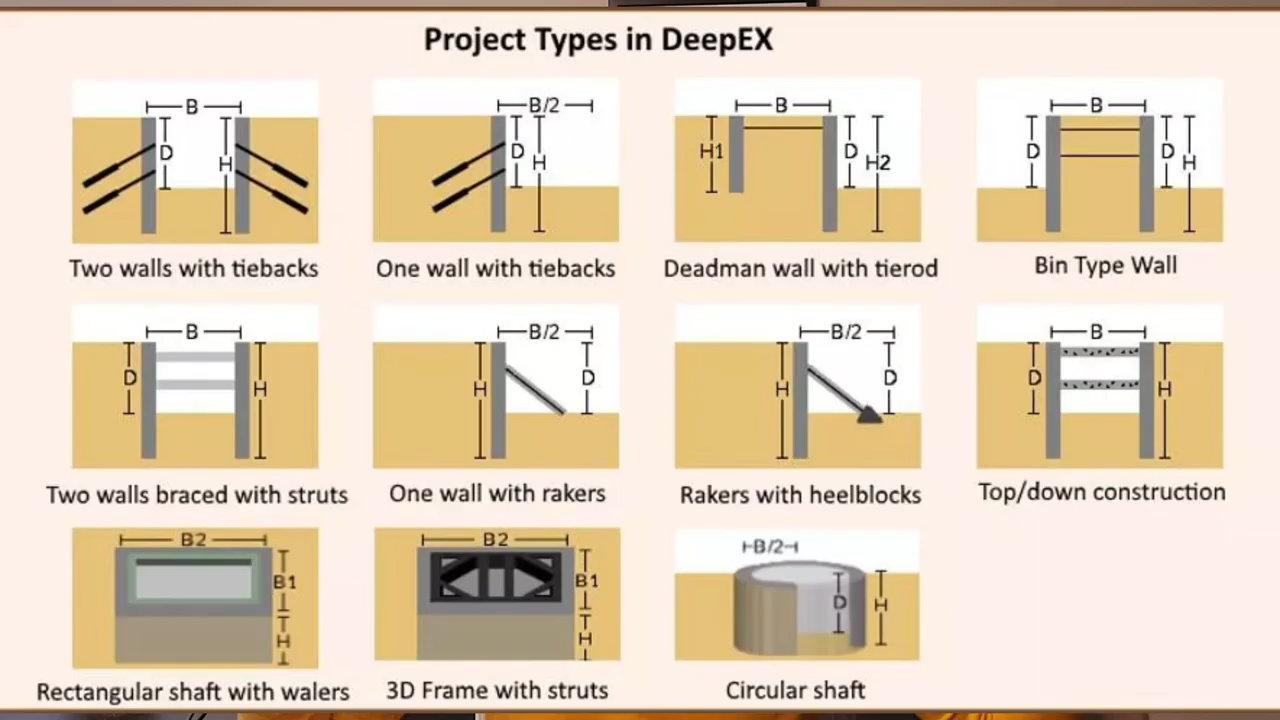 Project Types in DeepEX
B
D
H
Two walls with tiebacks
B/2
D
H
One wall with tiebacks
B
H1
D
H2
Deadman wall with tierod
B
D
D
H
Bin Type Wall
B
D
H
Two walls braced with struts
B/2
H
D
One wall with rakers
B/2
H
D
Rakers with heelblocks
B
D
H
Top/down construction
B2
B1
H
Rectangular shaft with walers
B2
B1
H
3D Frame with struts
B/2
D
H
Circular shaft